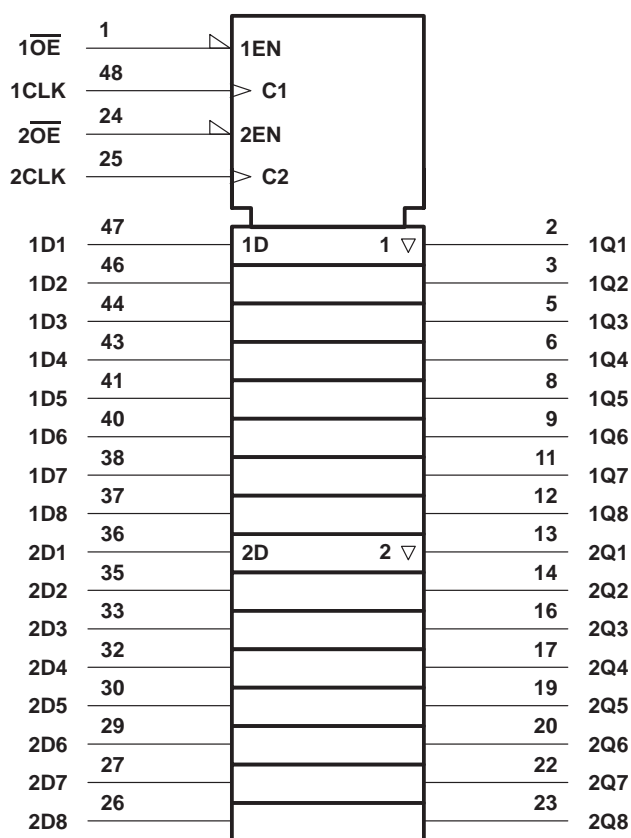 1O̅E̅ 1 1EN
1CLK 48 C1
2O̅E̅ 24 2EN
2CLK 25 C2
1D1 47 1D 1 ▽ 2 1Q1
1D2 46 3 1Q2
1D3 44 5 1Q3
1D4 43 6 1Q4
1D5 41 8 1Q5
1D6 40 9 1Q6
1D7 38 11 1Q7
1D8 37 12 1Q8
2D1 36 2D 2 ▽ 13 2Q1
2D2 35 14 2Q2
2D3 33 16 2Q3
2D4 32 17 2Q4
2D5 30 19 2Q5
2D6 29 20 2Q6
2D7 27 22 2Q7
2D8 26 23 2Q8